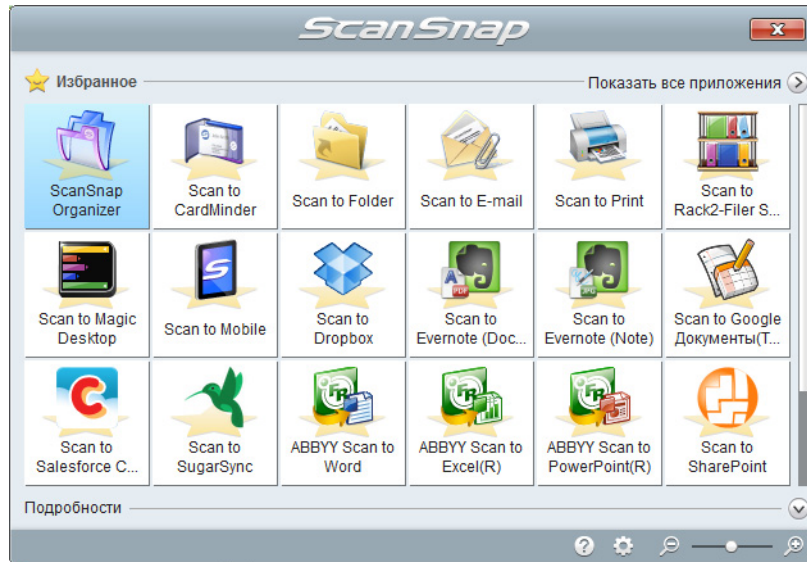 ScanSnap
Избранное
Показать все приложения
ScanSnap
Organizer
Scan to
CardMinder
Scan to Folder
Scan to E-mail
Scan to Print
Scan to
Rack2-Filer S...
Scan to Magic
Desktop
Scan to Mobile
Scan to
Dropbox
Scan to
Evernote (Doc...
Scan to
Evernote (Note)
Scan to Google
Документы(Т...
Scan to
Salesforce C...
Scan to
SugarSync
ABBYY Scan to
Word
ABBYY Scan to
Excel(R)
ABBYY Scan to
PowerPoint(R)
Scan to
SharePoint
Подробности